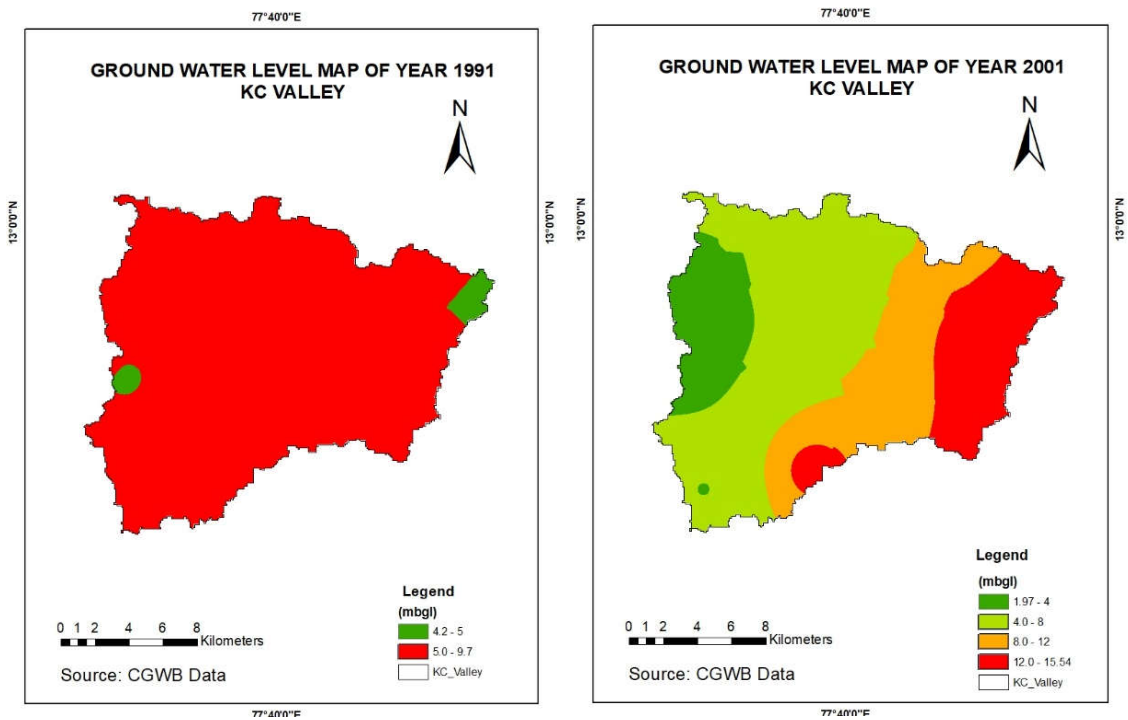 77°40'0"E
GROUND WATER LEVEL MAP OF YEAR 1991
KC VALLEY
N
13°0'0"N
13°0'0"N
Legend
(mbgl)
4.2 - 5
5.0 - 9.7
KC_Valley
0 1 2 4 6 8
Kilometers
Source: CGWB Data
77°40'0"E
77°40'0"E
GROUND WATER LEVEL MAP OF YEAR 2001
KC VALLEY
N
13°0'0"N
13°0'0"N
Legend
(mbgl)
1.97 - 4
4.0 - 8
8.0 - 12
12.0 - 15.54
KC_Valley
0 1 2 4 6 8
Kilometers
Source: CGWB Data
77°40'0"E